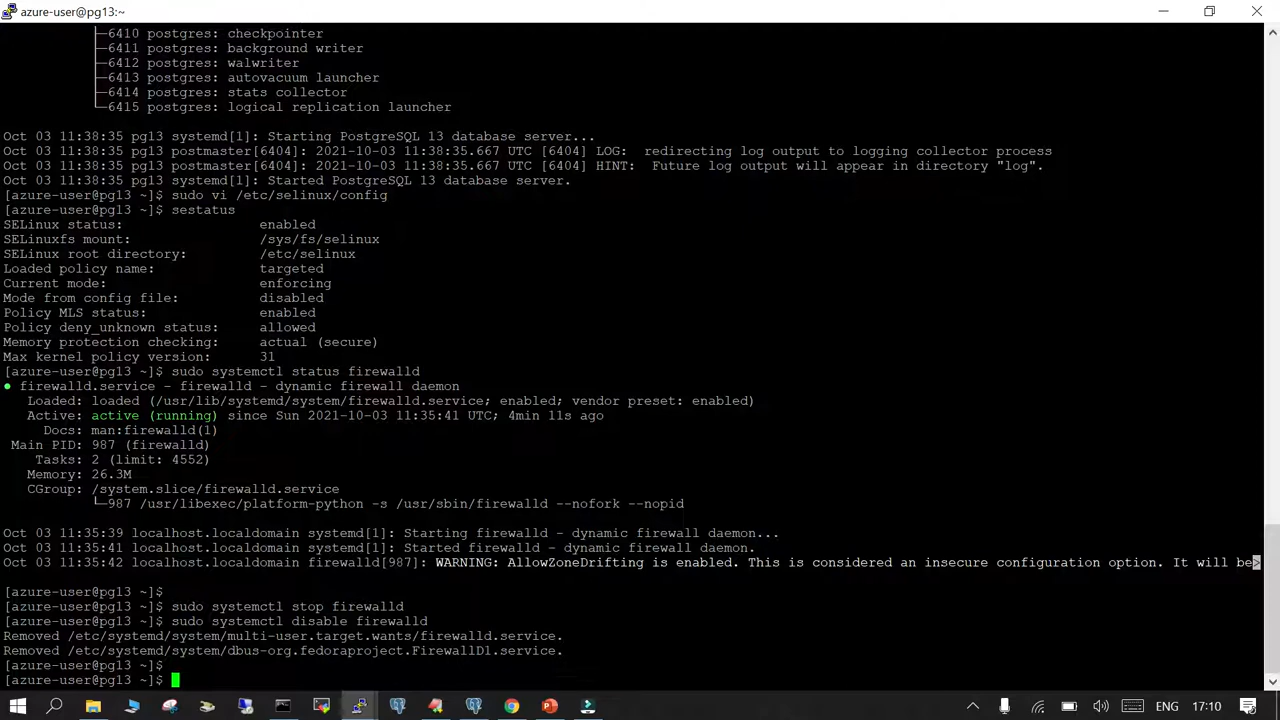 azure-user@pg13:~
├─6410 postgres: checkpointer
├─6411 postgres: background writer
├─6412 postgres: walwriter
├─6413 postgres: autovacuum launcher
├─6414 postgres: stats collector
└─6415 postgres: logical replication launcher
Oct 03 11:38:35 pg13 systemd[1]: Starting PostgreSQL 13 database server...
Oct 03 11:38:35 pg13 postmaster[6404]: 2021-10-03 11:38:35.667 UTC [6404] LOG:  redirecting log output to logging collector process
Oct 03 11:38:35 pg13 postmaster[6404]: 2021-10-03 11:38:35.667 UTC [6404] HINT:  Future log output will appear in directory "log".
Oct 03 11:38:35 pg13 systemd[1]: Started PostgreSQL 13 database server.
[azure-user@pg13 ~]$ sudo vi /etc/selinux/config
[azure-user@pg13 ~]$ sestatus
SELinux status:                 enabled
SELinuxfs mount:                /sys/fs/selinux
SELinux root directory:         /etc/selinux
Loaded policy name:             targeted
Current mode:                   enforcing
Mode from config file:          disabled
Policy MLS status:              enabled
Policy deny_unknown status:     allowed
Memory protection checking:     actual (secure)
Max kernel policy version:      31
[azure-user@pg13 ~]$ sudo systemctl status firewalld
● firewalld.service - firewalld - dynamic firewall daemon
Loaded: loaded (/usr/lib/systemd/system/firewalld.service; enabled; vendor preset: enabled)
Active: active (running) since Sun 2021-10-03 11:35:41 UTC; 4min 11s ago
Docs: man:firewalld(1)
Main PID: 987 (firewalld)
Tasks: 2 (limit: 4552)
Memory: 26.3M
CGroup: /system.slice/firewalld.service
└─987 /usr/libexec/platform-python -s /usr/sbin/firewalld --nofork --nopid
Oct 03 11:35:39 localhost.localdomain systemd[1]: Starting firewalld - dynamic firewall daemon...
Oct 03 11:35:41 localhost.localdomain systemd[1]: Started firewalld - dynamic firewall daemon.
Oct 03 11:35:42 localhost.localdomain firewalld[987]: WARNING: AllowZoneDrifting is enabled. This is considered an insecure configuration option. It will be>
[azure-user@pg13 ~]$
[azure-user@pg13 ~]$ sudo systemctl stop firewalld
[azure-user@pg13 ~]$ sudo systemctl disable firewalld
Removed /etc/systemd/system/multi-user.target.wants/firewalld.service.
Removed /etc/systemd/system/dbus-org.fedoraproject.FirewallD1.service.
[azure-user@pg13 ~]$
[azure-user@pg13 ~]$
ENG 17:10